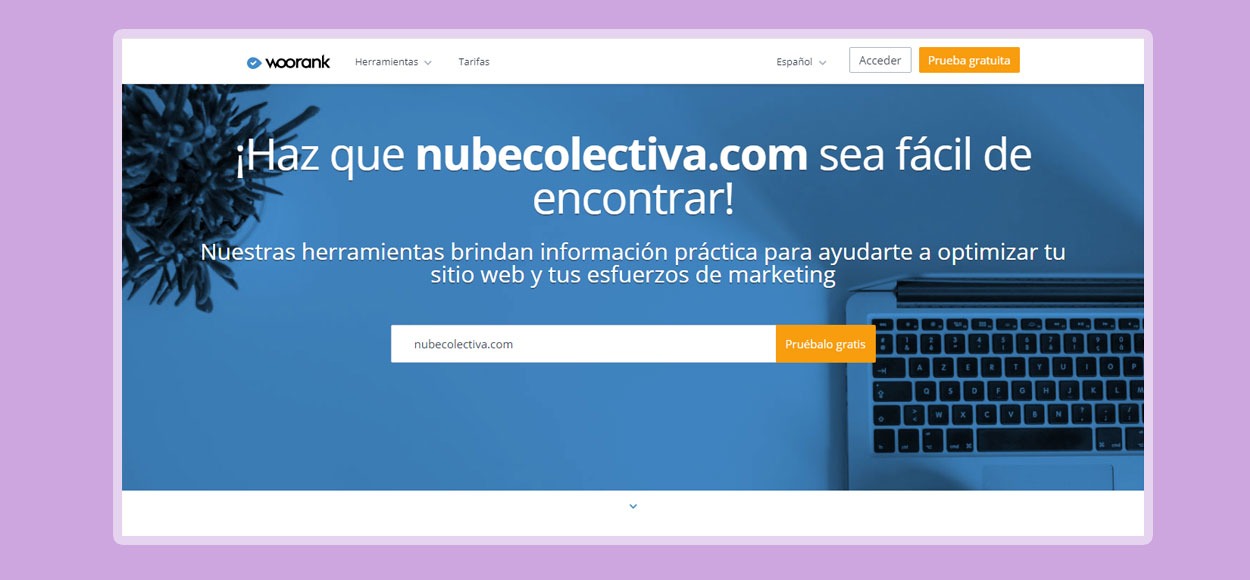 woorank
Herramientas
Tarifas
Español
Acceder
Prueba gratuita
¡Haz que nubecolectiva.com sea fácil de
encontrar!
Nuestras herramientas brindan información práctica para ayudarte a optimizar tu
sitio web y tus esfuerzos de marketing
nubecolectiva.com
Pruébalo gratis
A Z E R T Y U I O P
Q S D F G H J K L M
W X C V B N